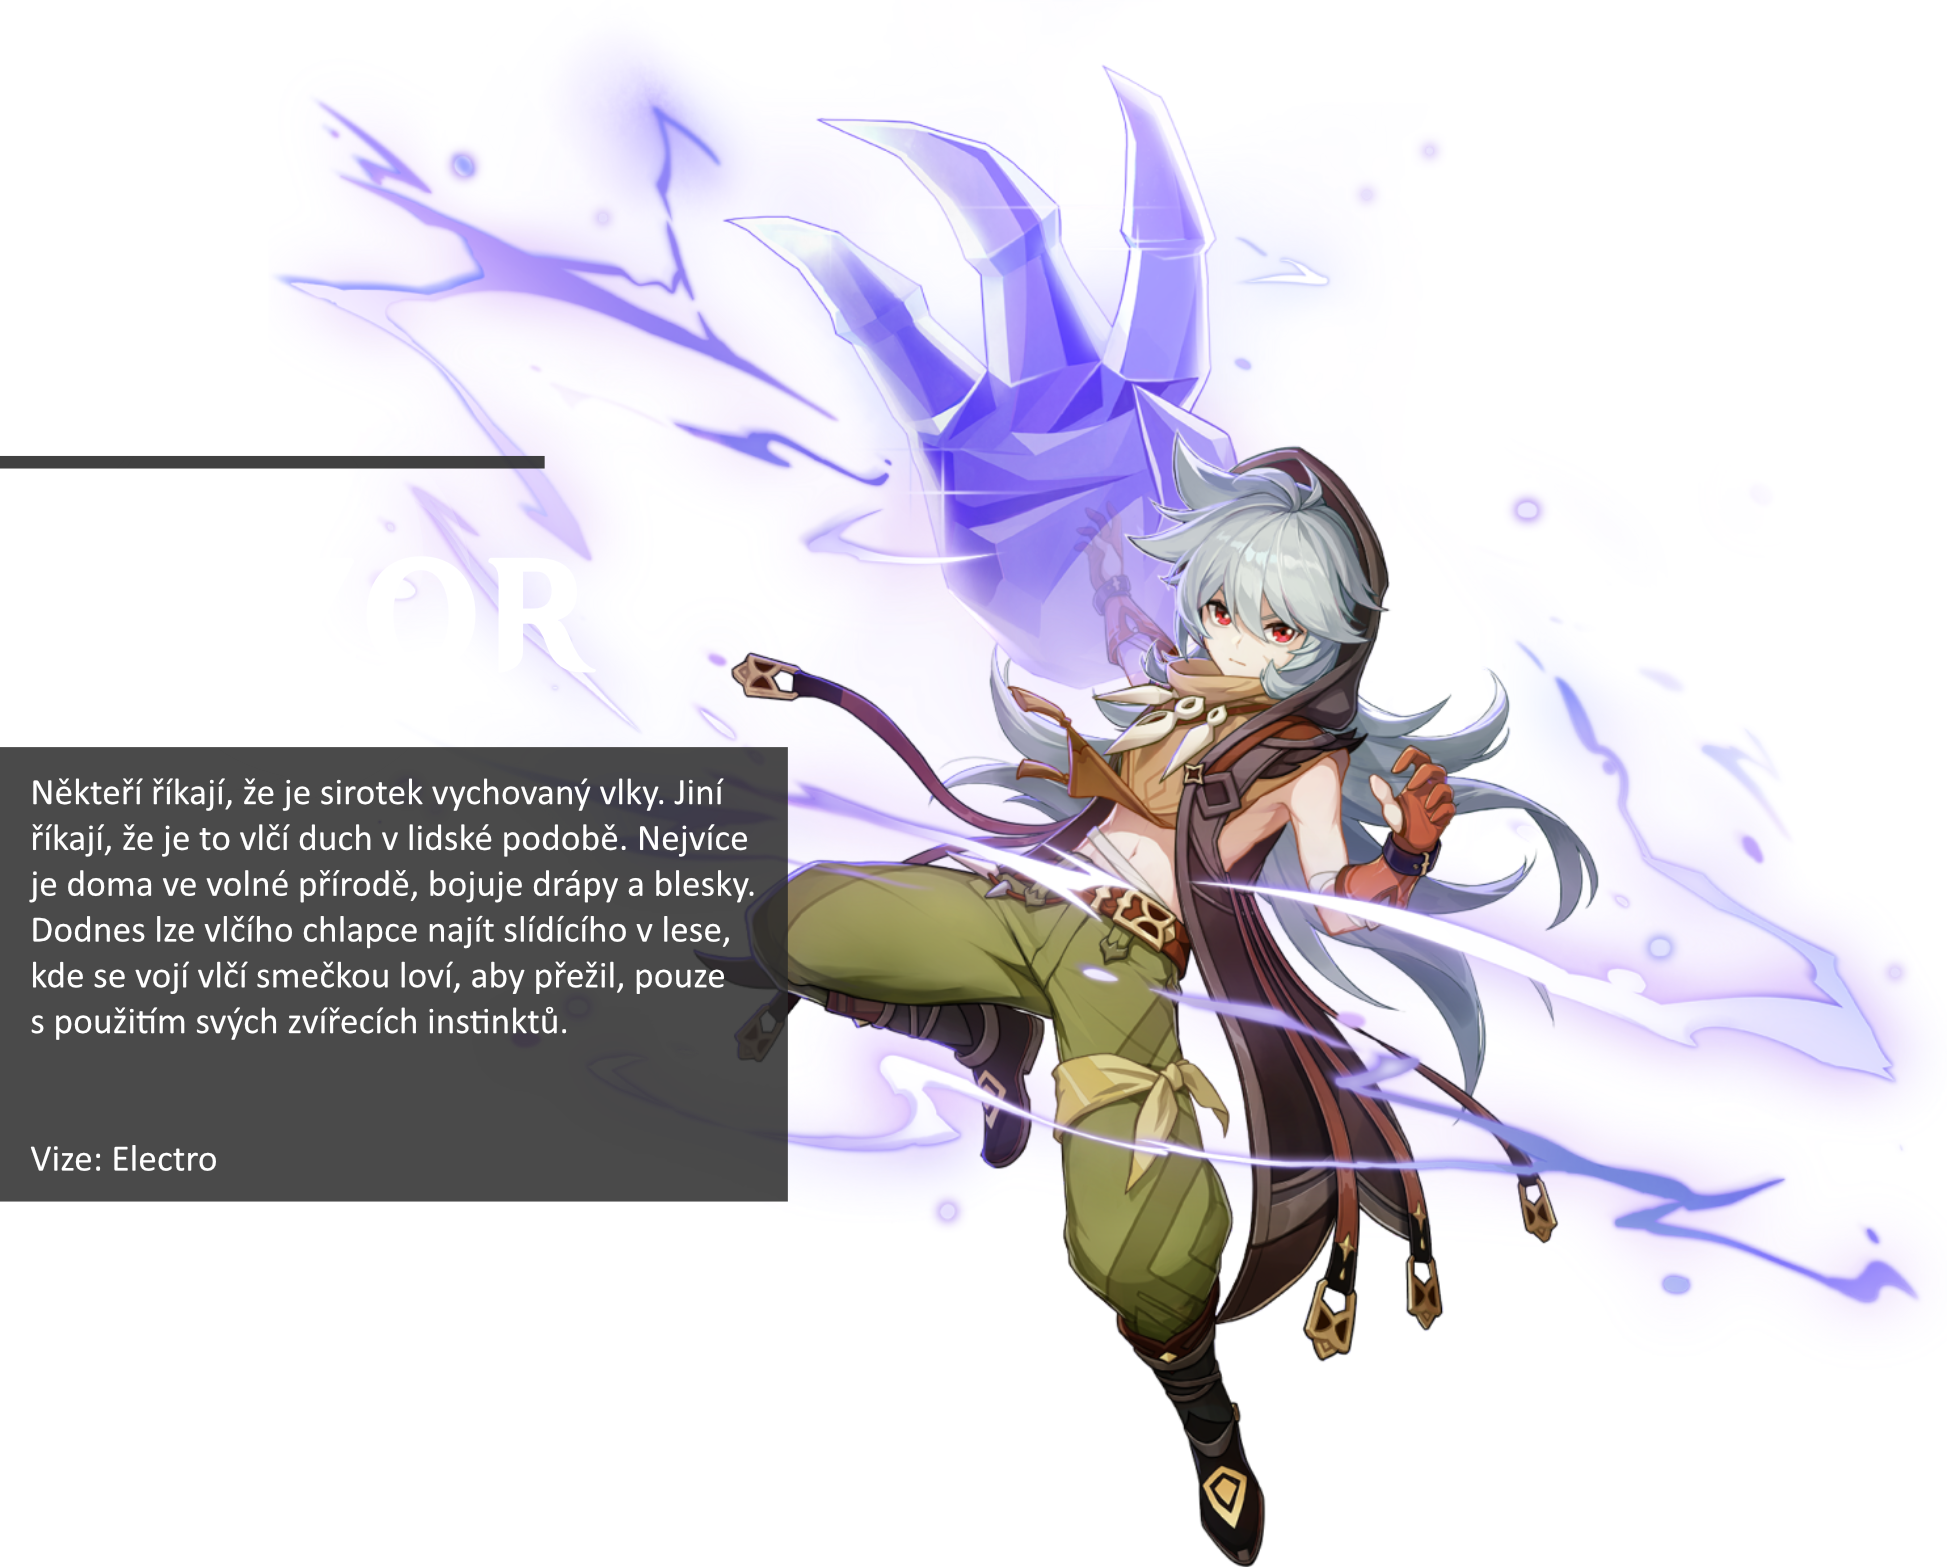 OR
Někteří říkají, že je sirotek vychovaný vlky. Jiní
říkají, že je to vlčí duch v lidské podobě. Nejvíce
je doma ve volné přírodě, bojuje drápy a blesky.
Dodnes lze vlčího chlapce najít slídícího v lese,
kde se vojí vlčí smečkou loví, aby přežil, pouze
s použitím svých zvířecích instinktů.
Vize: Electro